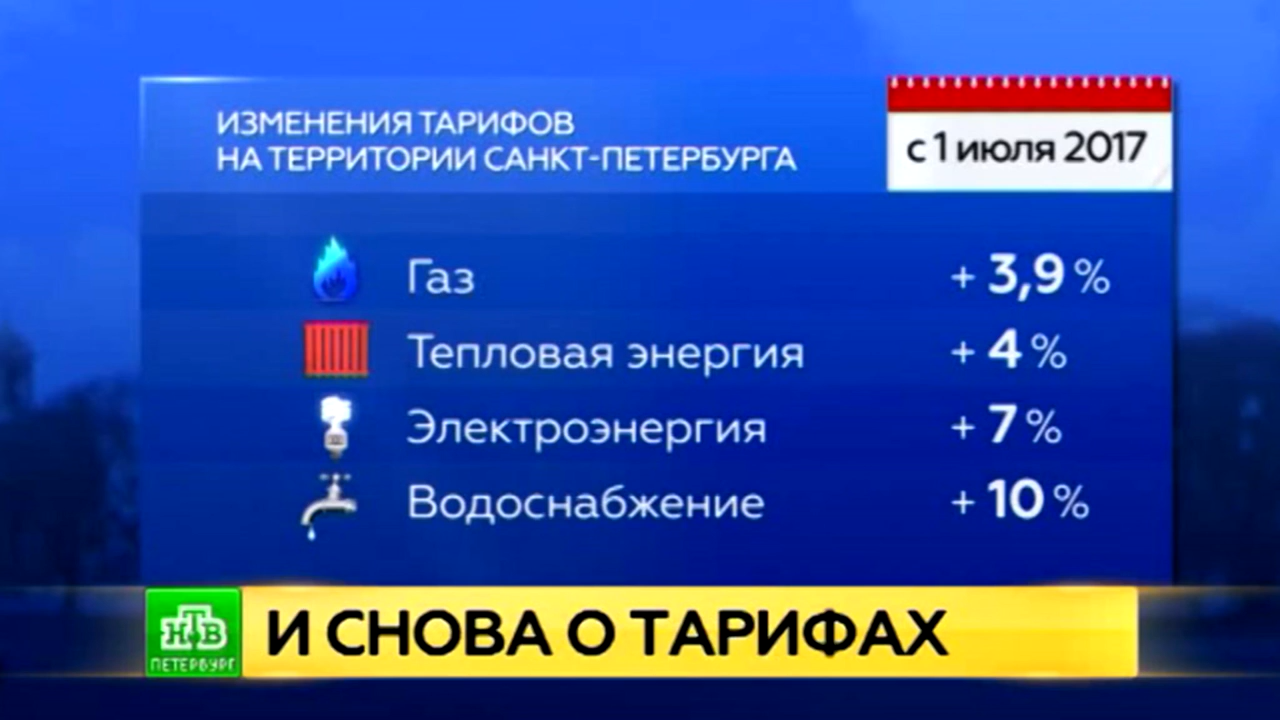 ИЗМЕНЕНИЯ ТАРИФОВ
НА ТЕРРИТОРИИ САНКТ-ПЕТЕРБУРГА
с 1 июля 2017
Газ + 3,9 %
Тепловая энергия + 4 %
Электроэнергия + 7 %
Водоснабжение + 10 %
НТВ
ПЕТЕРБУРГ
И СНОВА О ТАРИФАХ